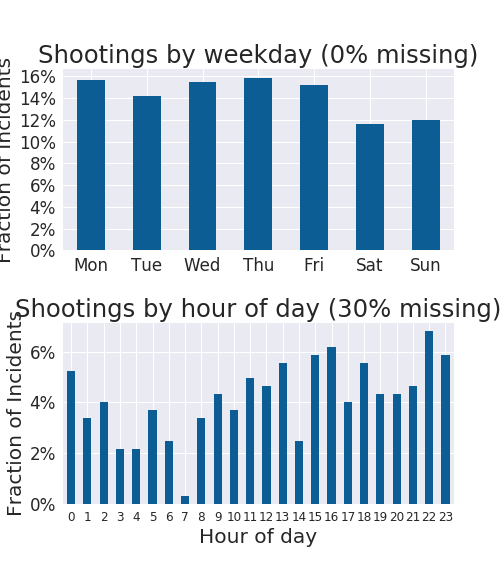 Shootings by weekday (0% missing)
Fraction of Incidents
16%
14%
12%
10%
8%
6%
4%
2%
0%
Mon Tue Wed Thu Fri Sat Sun
Shootings by hour of day (30% missing)
Fraction of Incidents
6%
4%
2%
0%
0 1 2 3 4 5 6 7 8 9 10 11 12 13 14 15 16 17 18 19 20 21 22 23
Hour of day